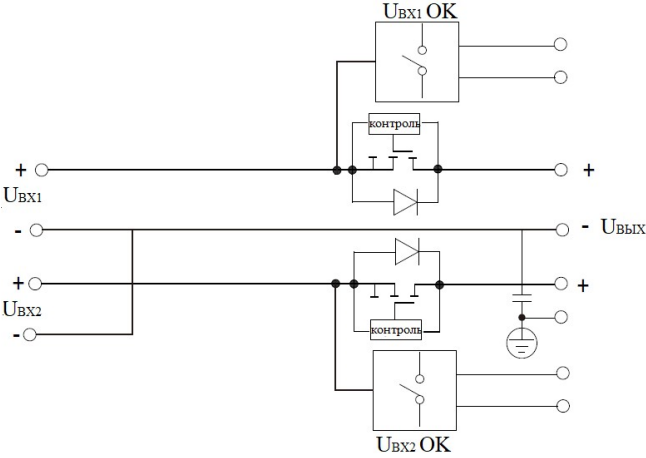 UВХ1 OK
контроль
+ +
UВХ1
- - UВЫХ
+ +
UВХ2
контроль
-
UВХ2 OK